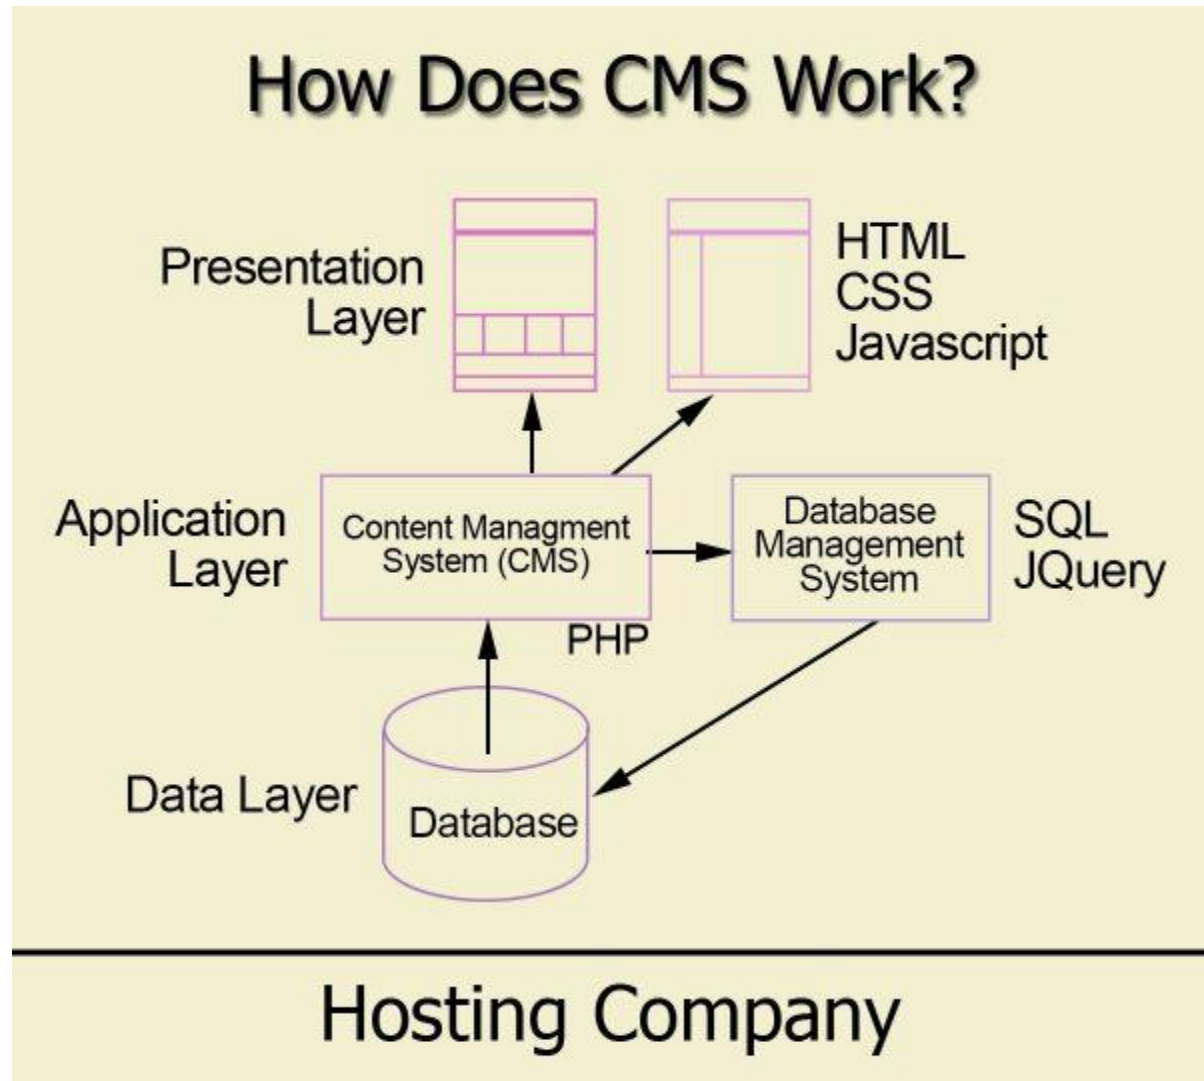 How Does CMS Work?
Presentation
Layer
HTML
CSS
Javascript
Application
Layer
Content Managment
System (CMS)
PHP
Database
Management
System
SQL
JQuery
Data Layer
Database
Hosting Company